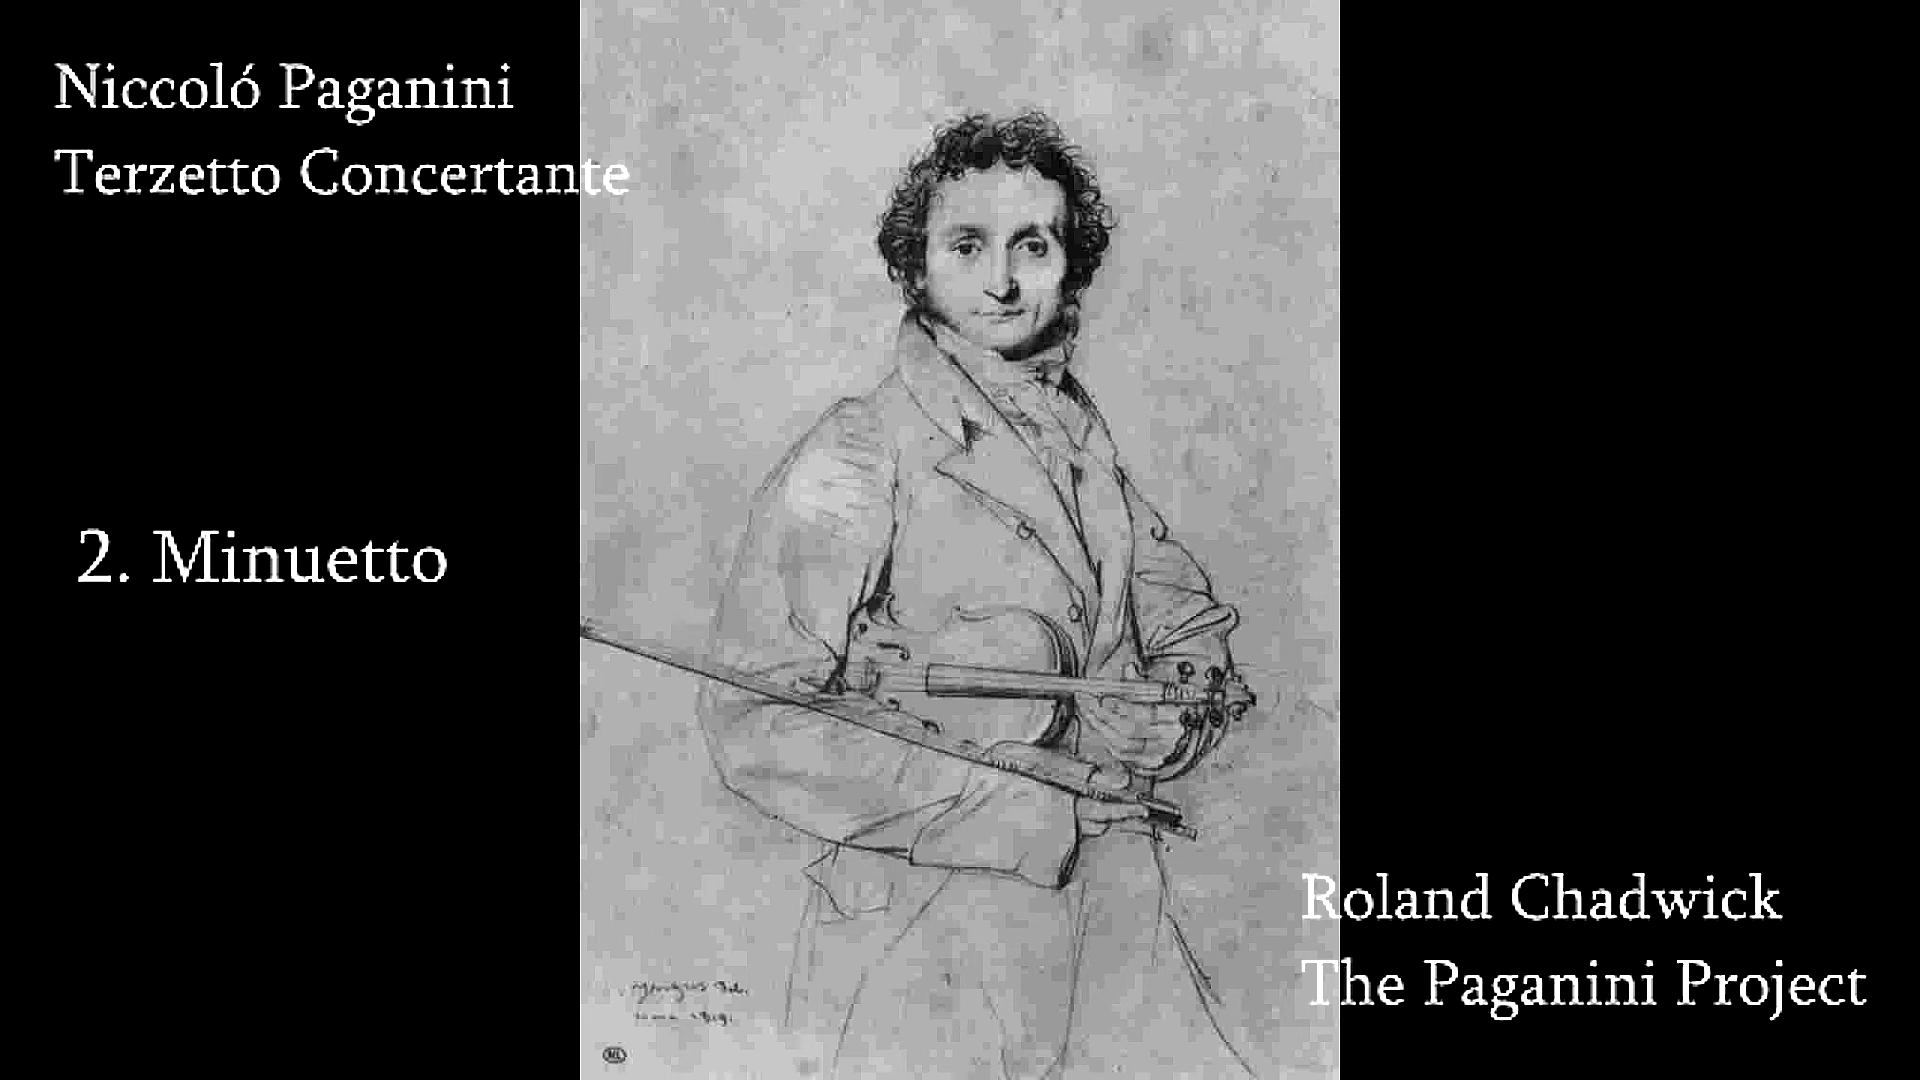 Niccoló Paganini
Terzetto Concertante
2. Minuetto
Roland Chadwick
The Paganini Project